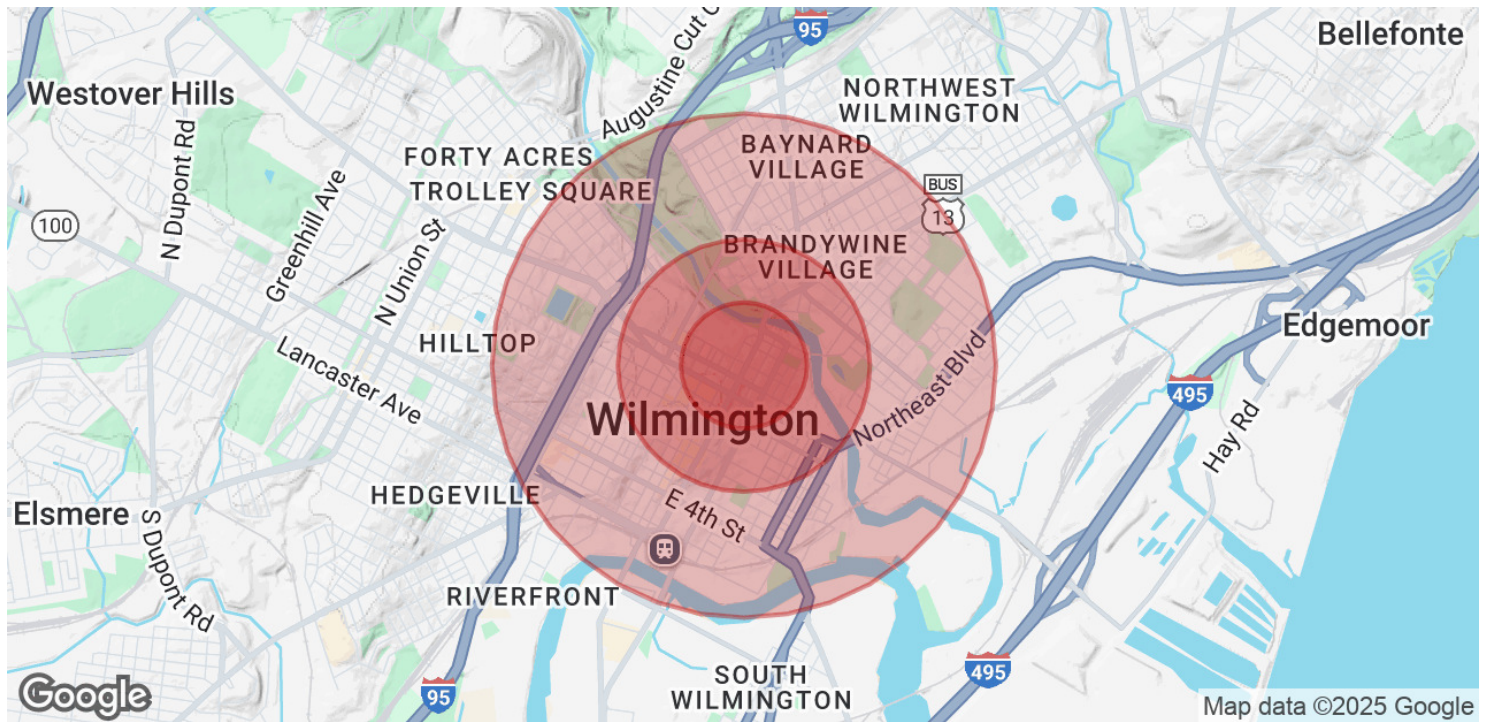 95
Bellefonte
Westover Hills
Augustine Cut O
NORTHWEST
WILMINGTON
N Dupont Rd
FORTY ACRES
BAYNARD
VILLAGE
TROLLEY SQUARE
BUS
13
100
Greenhill Ave
N Union St
BRANDYWINE
VILLAGE
Edgemoor
HILLTOP
Lancaster Ave
Northeast Blvd
495
Wilmington
Hay Rd
HEDGEVILLE
E 4th St
Elsmere
S Dupont Rd
RIVERFRONT
SOUTH
WILMINGTON
495
95
Google
Map data ©2025 Google